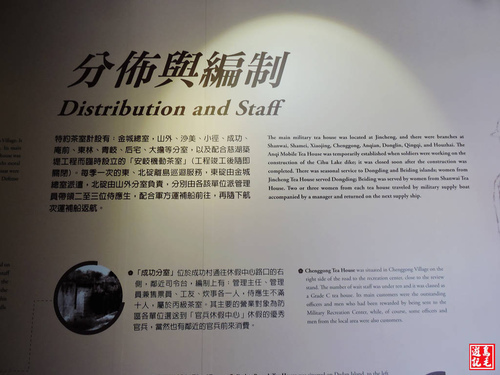 分佈與編制
Distribution and Staff
特約茶室計設有：金城總室，山外、沙美、小徑、成功、
庵前、東林、青岐、后宅、大擔等分室，以及配合慈湖築
堤工程而臨時設立的「安岐機動茶室」(工程竣工後隨即
關閉)。每季一次的東、北碇離島巡迴服務，東碇由金城
總室派遣，北碇由山外分室負責，分別由各該單位派管理
員帶領二至三位侍應生，配合軍方運補船前往，再隨下航
次運補船返航。
The main military tea house was located at Jincheng, and there were branches at
Shanwai, Shamei, Xiaojing, Chenggong, Anqian, Donglin, Qingqi, and Houzhai. The
Anqi Mobile Tea House was temporarily established when soldiers were working on the
construction of the Cihu Lake dike; it was closed soon after the construction was
completed. There was seasonal service to Dongding and Beiding islands; women from
Jincheng Tea House served Dongding; Beiding was served by women from Shanwai Tea
House. Two or three women from each tea house traveled by military supply boat
accompanied by a manager and returned on the next supply ship.
●「成功分室」位於成功村通往休假中心路口的右
側，鄰近司令台，編制上有：管理主任、管理
員兼售票員、工友、炊事各一人，侍應生不滿
十人，屬於丙級茶室。其主要的營業對象為防
區各單位選送到「官兵休假中心」休假的優秀
官兵，當然也有鄰近的官兵前來消費。
Chenggong Tea House was created in Chenggong Village on the
right side of the road to the recreation center, close to the review
stand. The number of wait staff was under ten and it was classed as
a Grade C tea house. Its main customers were the outstanding
officers and men who had been rewarded by being sent to the
Military Recreation Center, while, of course, some officers and
men from the local area were also customers.